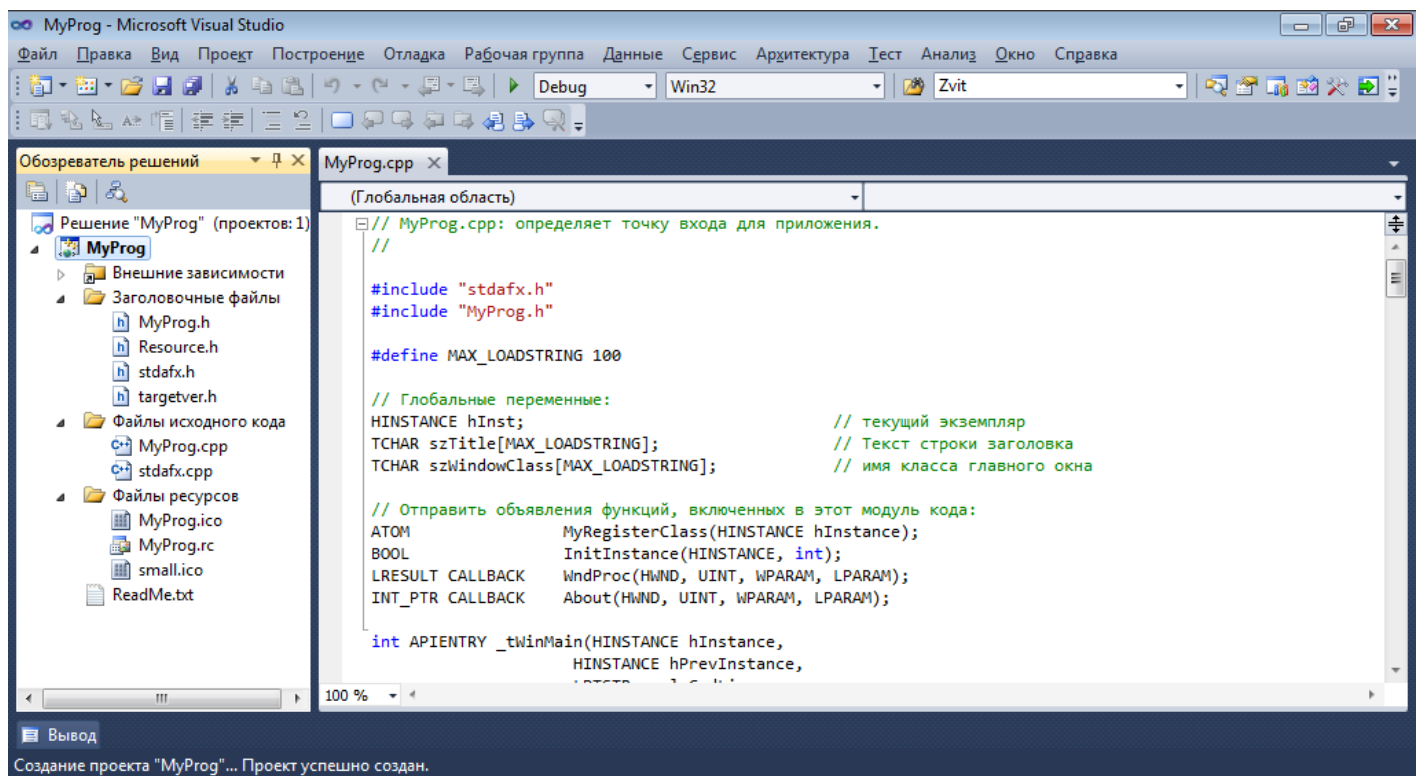 MyProg - Microsoft Visual Studio
Файл Правка Вид Проект Построение Отладка Рабочая группа Данные Сервис Архитектура Тест Анализ Окно Справка
Debug Win32 Zvit
Обозреватель решений
MyProg.cpp
(Глобальная область)
Решение "MyProg" (проектов: 1)
MyProg
Внешние зависимости
Заголовочные файлы
MyProg.h
Resource.h
stdafx.h
targetver.h
Файлы исходного кода
MyProg.cpp
stdafx.cpp
Файлы ресурсов
MyProg.ico
MyProg.rc
small.ico
ReadMe.txt
// MyProg.cpp: определяет точку входа для приложения.
//
#include "stdafx.h"
#include "MyProg.h"
#define MAX_LOADSTRING 100
// Глобальные переменные:
HINSTANCE hInst; // текущий экземпляр
TCHAR szTitle[MAX_LOADSTRING]; // Текст строки заголовка
TCHAR szWindowClass[MAX_LOADSTRING]; // имя класса главного окна
// Отправить объявления функций, включенных в этот модуль кода:
ATOM MyRegisterClass(HINSTANCE hInstance);
BOOL InitInstance(HINSTANCE, int);
LRESULT CALLBACK WndProc(HWND, UINT, WPARAM, LPARAM);
INT_PTR CALLBACK About(HWND, UINT, WPARAM, LPARAM);
int APIENTRY _tWinMain(HINSTANCE hInstance,
HINSTANCE hPrevInstance,
100 %
Вывод
Создание проекта "MyProg"... Проект успешно создан.